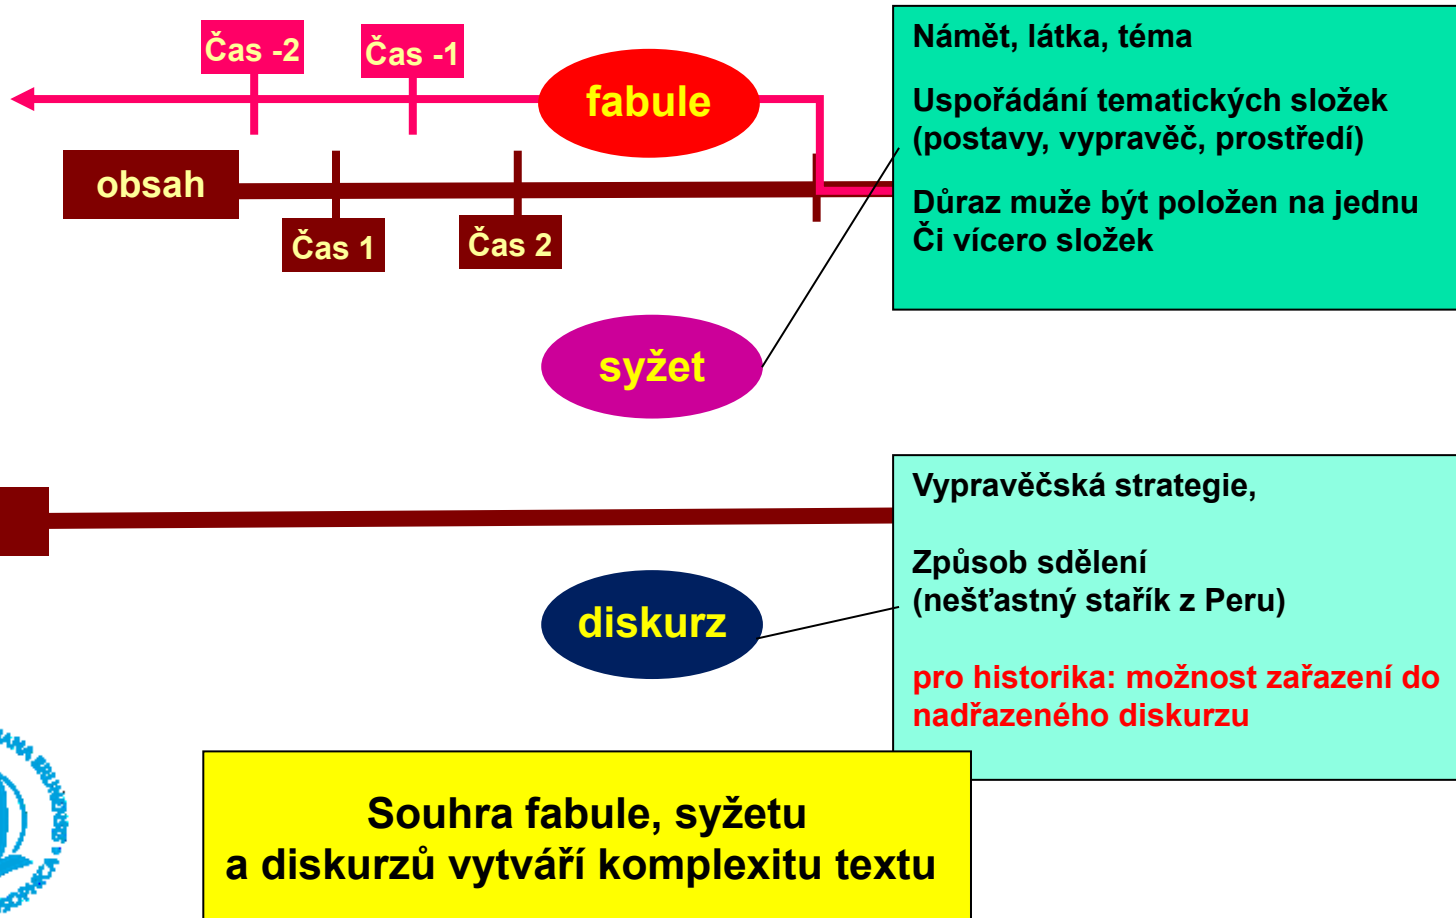 Čas -2
Čas -1
fabule
obsah
Čas 1
Čas 2
Námět, látka, téma
Uspořádání tematických složek
(postavy, vypravěč, prostředí)
Důraz muže být položen na jednu
Či vícero složek
syžet
Vypravěčská strategie,
Způsob sdělení
(nešťastný stařík z Peru)
pro historika: možnost zařazení do
nadřazeného diskurzu
diskurz
Souhra fabule, syžetu
a diskurzů vytváří komplexitu textu